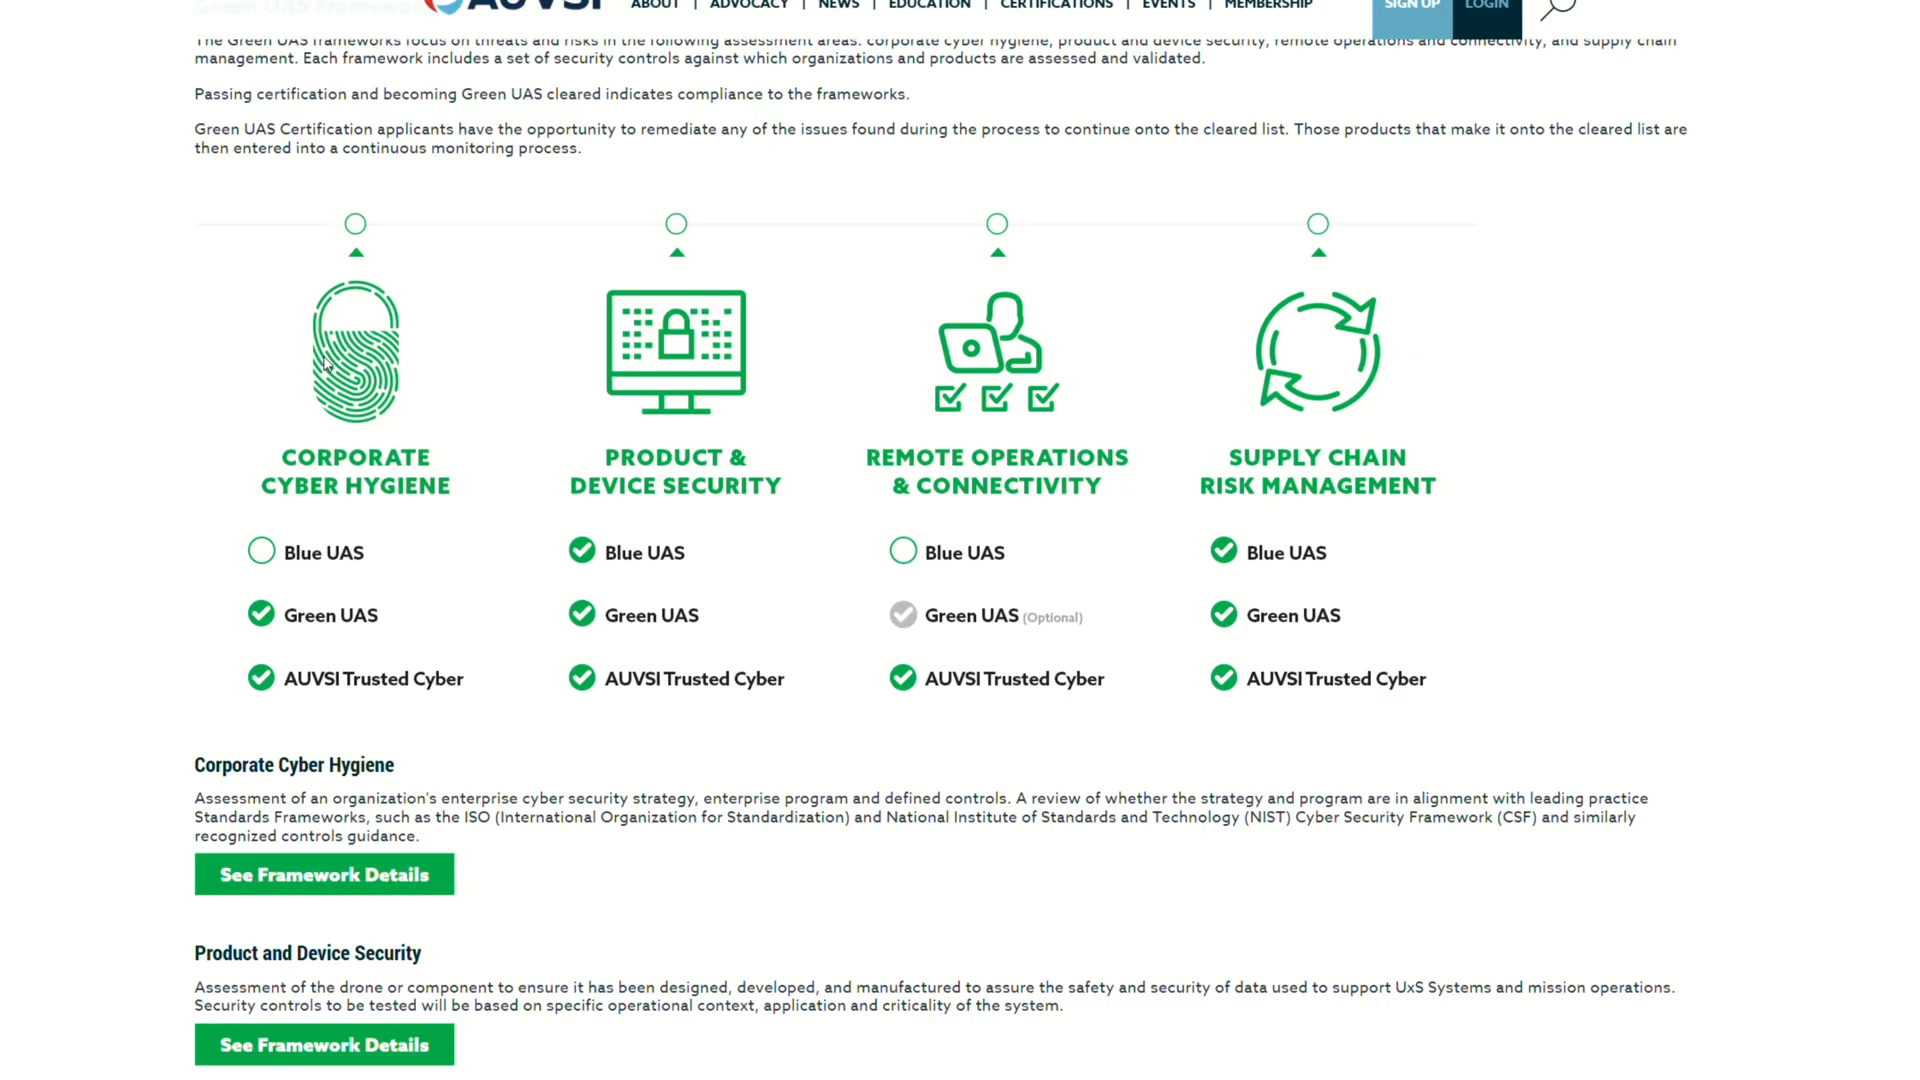 Green UAS Framewo
AUVSI
ABOUT | ADVOCACY | NEWS | EDUCATION | CERTIFICATIONS | EVENTS | MEMBERSHIP
SIGN UP LOGIN
The Green UAS frameworks focus on threats and risks in the following assessment areas: corporate cyber hygiene, product and device security, remote operations and connectivity, and supply chain
management. Each framework includes a set of security controls against which organizations and products are assessed and validated.
Passing certification and becoming Green UAS cleared indicates compliance to the frameworks.
Green UAS Certification applicants have the opportunity to remediate any of the issues found during the process to continue onto the cleared list. Those products that make it onto the cleared list are
then entered into a continuous monitoring process.
CORPORATE
CYBER HYGIENE
Blue UAS
Green UAS
AUVSI Trusted Cyber
PRODUCT &
DEVICE SECURITY
Blue UAS
Green UAS
AUVSI Trusted Cyber
REMOTE OPERATIONS
& CONNECTIVITY
Blue UAS
Green UAS (Optional)
AUVSI Trusted Cyber
SUPPLY CHAIN
RISK MANAGEMENT
Blue UAS
Green UAS
AUVSI Trusted Cyber
Corporate Cyber Hygiene
Assessment of an organization's enterprise cyber security strategy, enterprise program and defined controls. A review of whether the strategy and program are in alignment with leading practice
Standards Frameworks, such as the ISO (International Organization for Standardization) and National Institute of Standards and Technology (NIST) Cyber Security Framework (CSF) and similarly
recognized controls guidance.
See Framework Details
Product and Device Security
Assessment of the drone or component to ensure it has been designed, developed, and manufactured to assure the safety and security of data used to support UxS Systems and mission operations.
Security controls to be tested will be based on specific operational context, application and criticality of the system.
See Framework Details